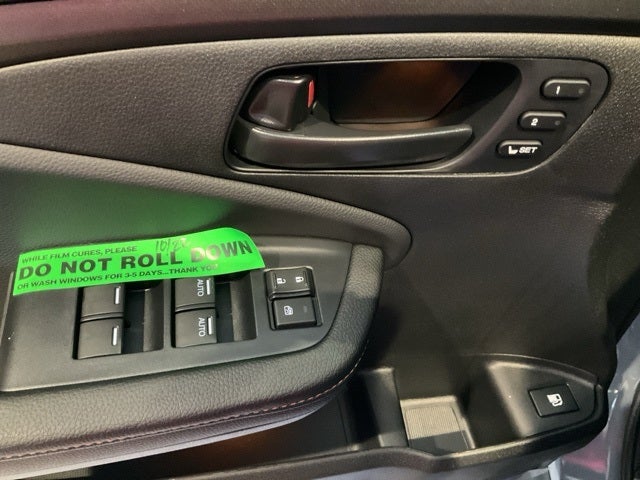 1
2
SET
WHILE FILM CURES, PLEASE
DO NOT ROLL DOWN
OR WASH WINDOWS FOR 3-5 DAYS...THANK YOU
AUTO
AUTO